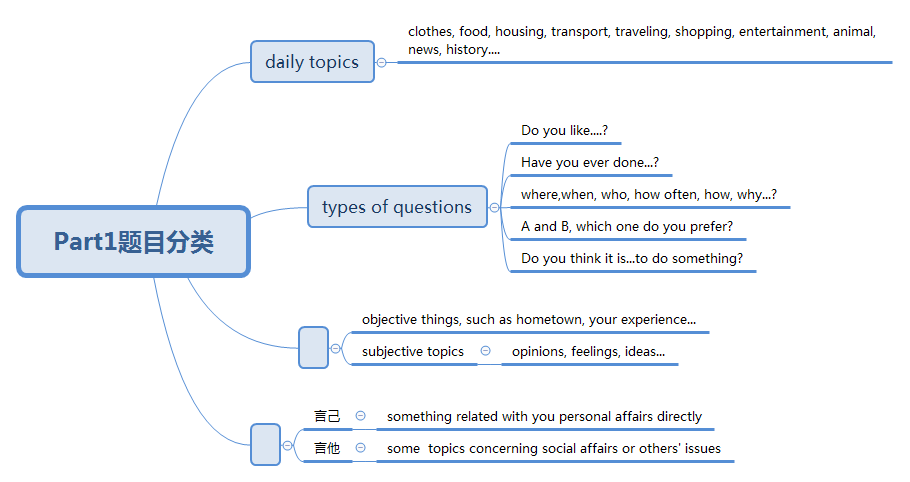 clothes, food, housing, transport, traveling, shopping, entertainment, animal,
news, history....
daily topics
Do you like....?
Have you ever done...?
where,when, who, how often, how, why...?
types of questions
A and B, which one do you prefer?
Part1题目分类
Do you think it is...to do something?
objective things, such as hometown, your experience...
subjective topics
opinions, feelings, ideas...
言己
something related with you personal affairs directly
言他
some  topics concerning social affairs or others' issues